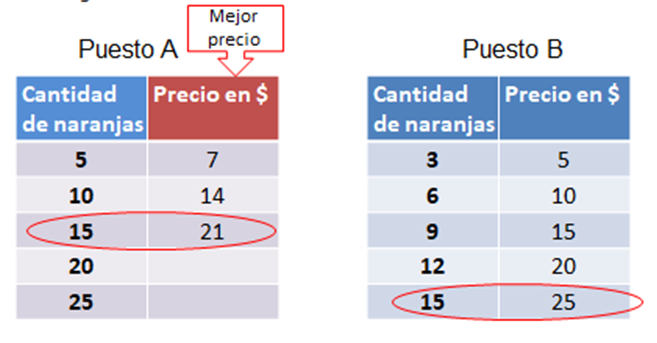 Mejor
precio
Puesto A
Cantidad
de naranjas
Precio en $
5 7
10 14
15 21
20
25
Puesto B
Cantidad
de naranjas
Precio en $
3 5
6 10
9 15
12 20
15 25